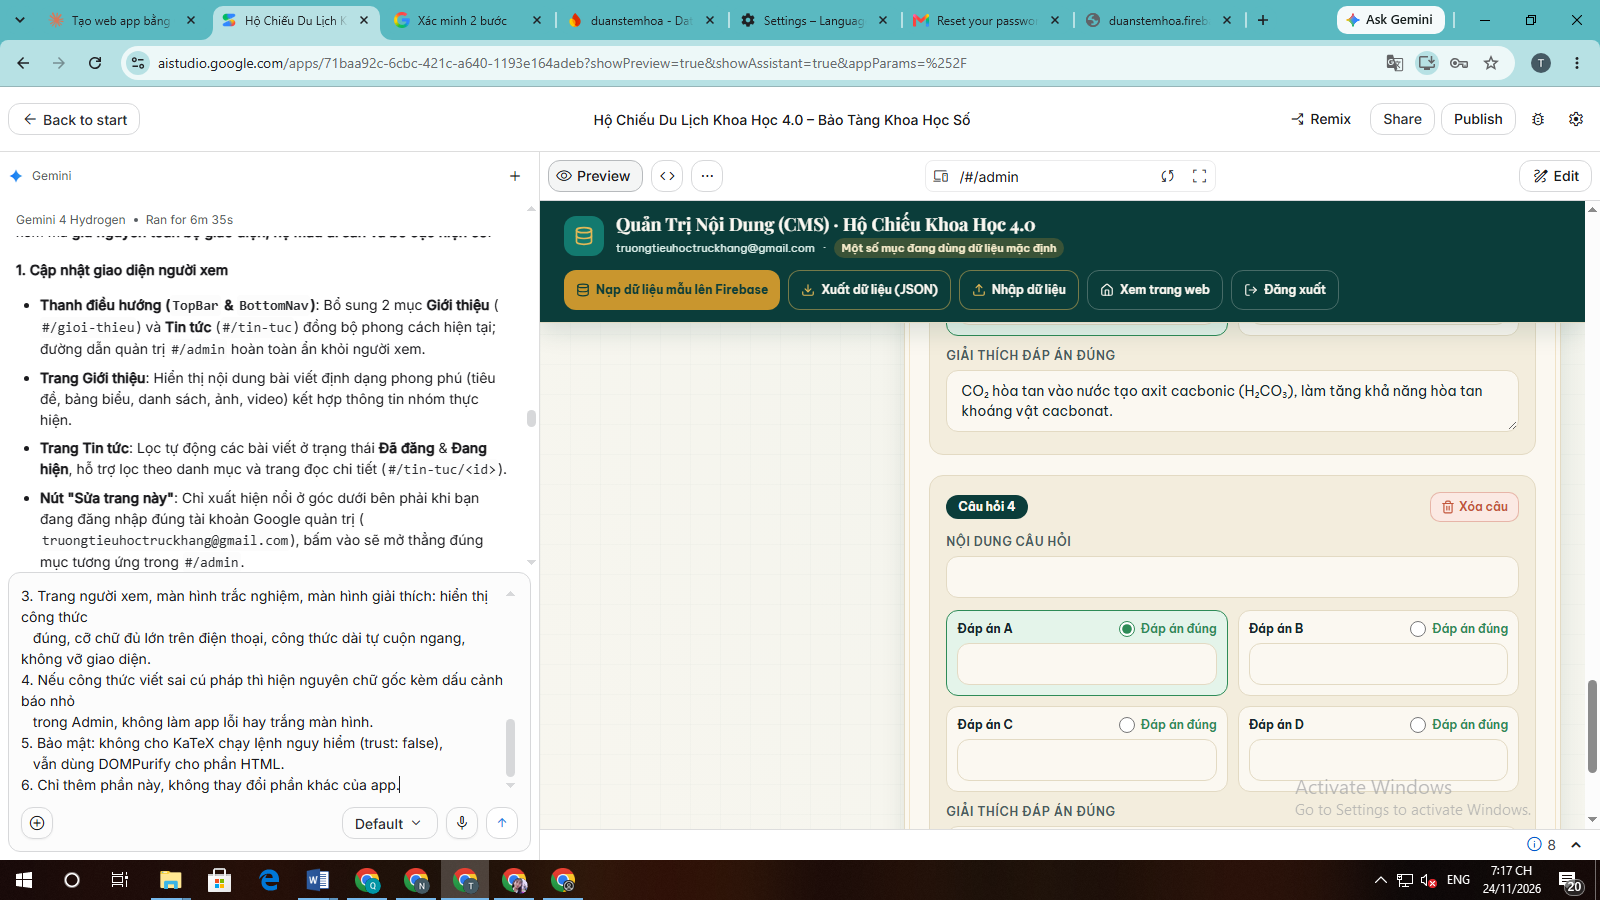 Tạo web app bằng
Hộ Chiếu Du Lịch K
Xác minh 2 bước
duanstemhoa - Dat
Settings – Languag
Reset your passwo
duanstemhoa.fireb
Ask Gemini
aistudio.google.com/apps/71baa92c-6cbc-421c-a640-1193e164adeb?showPreview=true&showAssistant=true&appParams=%252F
T
Back to start
Hộ Chiếu Du Lịch Khoa Học 4.0 – Bảo Tàng Khoa Học Số
Remix
Share
Publish
Gemini
Preview
/#/admin
Edit
Gemini 4 Hydrogen • Ran for 6m 35s
1. Cập nhật giao diện người xem
• Thanh điều hướng (TopBar & BottomNav): Bổ sung 2 mục Giới thiệu (
#/gioi-thieu) và Tin tức (#/tin-tuc) đồng bộ phong cách hiện tại;
đường dẫn quản trị #/admin hoàn toàn ẩn khỏi người xem.
• Trang Giới thiệu: Hiển thị nội dung bài viết định dạng phong phú (tiêu
đề, bảng biểu, danh sách, ảnh, video) kết hợp thông tin nhóm thực
hiện.
• Trang Tin tức: Lọc tự động các bài viết ở trạng thái Đã đăng & Đang
hiện, hỗ trợ lọc theo danh mục và trang đọc chi tiết (#/tin-tuc/<id>).
• Nút "Sửa trang này": Chỉ xuất hiện nổi ở góc dưới bên phải khi bạn
đang đăng nhập đúng tài khoản Google quản trị (
truongtieuhoctruckhang@gmail.com), bấm vào sẽ mở thẳng đúng
mục tương ứng trong #/admin.
3. Trang người xem, màn hình trắc nghiệm, màn hình giải thích: hiển thị
công thức
đúng, cỡ chữ đủ lớn trên điện thoại, công thức dài tự cuộn ngang,
không vỡ giao diện.
4. Nếu công thức viết sai cú pháp thì hiện nguyên chữ gốc kèm dấu cảnh
báo nhỏ
trong Admin, không làm app lỗi hay trắng màn hình.
5. Bảo mật: không cho KaTeX chạy lệnh nguy hiểm (trust: false),
vẫn dùng DOMPurify cho phần HTML.
6. Chỉ thêm phần này, không thay đổi phần khác của app.
Default
Quản Trị Nội Dung (CMS) · Hộ Chiếu Khoa Học 4.0
truongtieuhoctruckhang@gmail.com · Một số mục đang dùng dữ liệu mặc định
Nạp dữ liệu mẫu lên Firebase
Xuất dữ liệu (JSON)
Nhập dữ liệu
Xem trang web
Đăng xuất
GIẢI THÍCH ĐÁP ÁN ĐÚNG
CO₂ hòa tan vào nước tạo axit cacbonic (H₂CO₃), làm tăng khả năng hòa tan
khoáng vật cacbonat.
Câu hỏi 4
Xóa câu
NỘI DUNG CÂU HỎI
Đáp án A
Đáp án đúng
Đáp án B
Đáp án đúng
Đáp án C
Đáp án đúng
Đáp án D
Đáp án đúng
GIẢI THÍCH ĐÁP ÁN ĐÚNG
Activate Windows
Go to Settings to activate Windows.
8
ENG
7:17 CH
24/11/2026
20